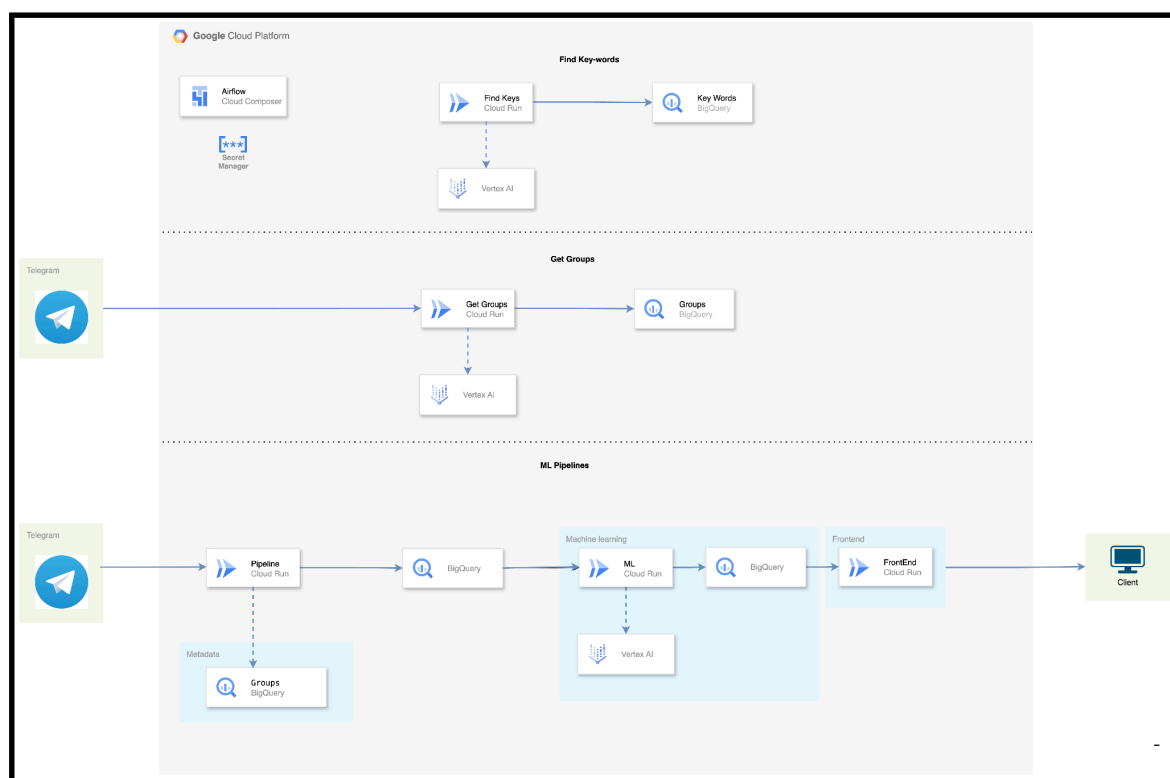 Google Cloud Platform
Find Key-words
Airflow
Cloud Composer
Find Keys
Cloud Run
Key Words
BigQuery
[***]
Secret
Manager
Vertex AI
Get Groups
Telegram
Get Groups
Cloud Run
Groups
BigQuery
Vertex AI
ML Pipelines
Telegram
Machine learning
Frontend
Pipeline
Cloud Run
BigQuery
ML
Cloud Run
BigQuery
FrontEnd
Cloud Run
Client
Metadata
Vertex AI
Groups
BigQuery
-